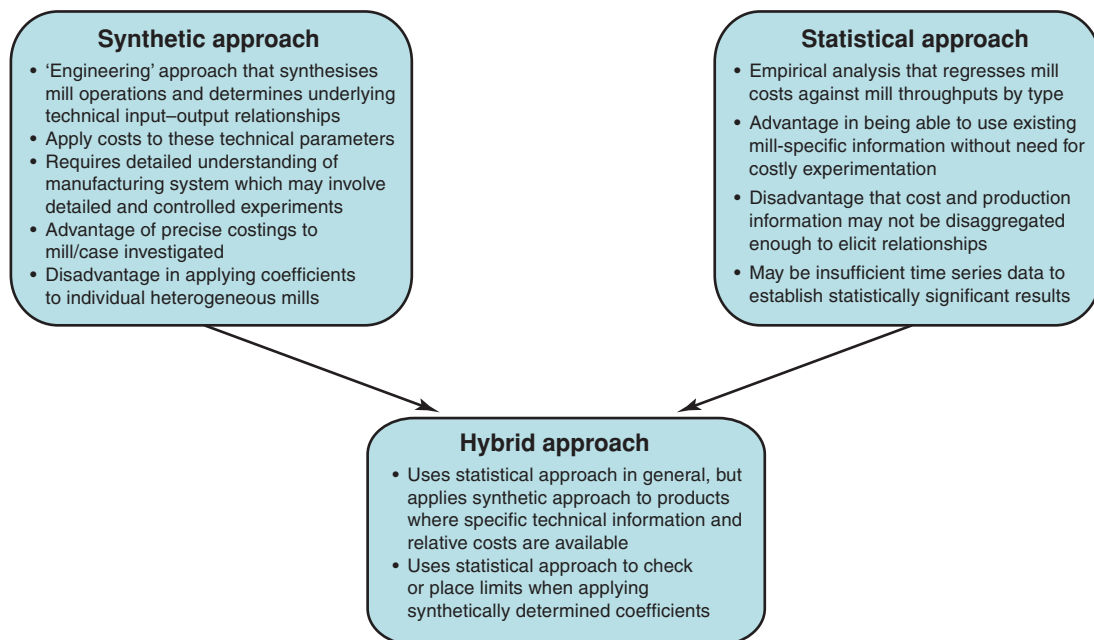 Synthetic approach
• ‘Engineering’ approach that synthesises
mill operations and determines underlying
technical input–output relationships
• Apply costs to these technical parameters
• Requires detailed understanding of
manufacturing system which may involve
detailed and controlled experiments
• Advantage of precise costings to
mill/case investigated
• Disadvantage in applying coefficients
to individual heterogeneous mills
Statistical approach
• Empirical analysis that regresses mill
costs against mill throughputs by type
• Advantage in being able to use existing
mill-specific information without need for
costly experimentation
• Disadvantage that cost and production
information may not be disaggregated
enough to elicit relationships
• May be insufficient time series data to
establish statistically significant results
Hybrid approach
• Uses statistical approach in general, but
applies synthetic approach to products
where specific technical information and
relative costs are available
• Uses statistical approach to check
or place limits when applying
synthetically determined coefficients